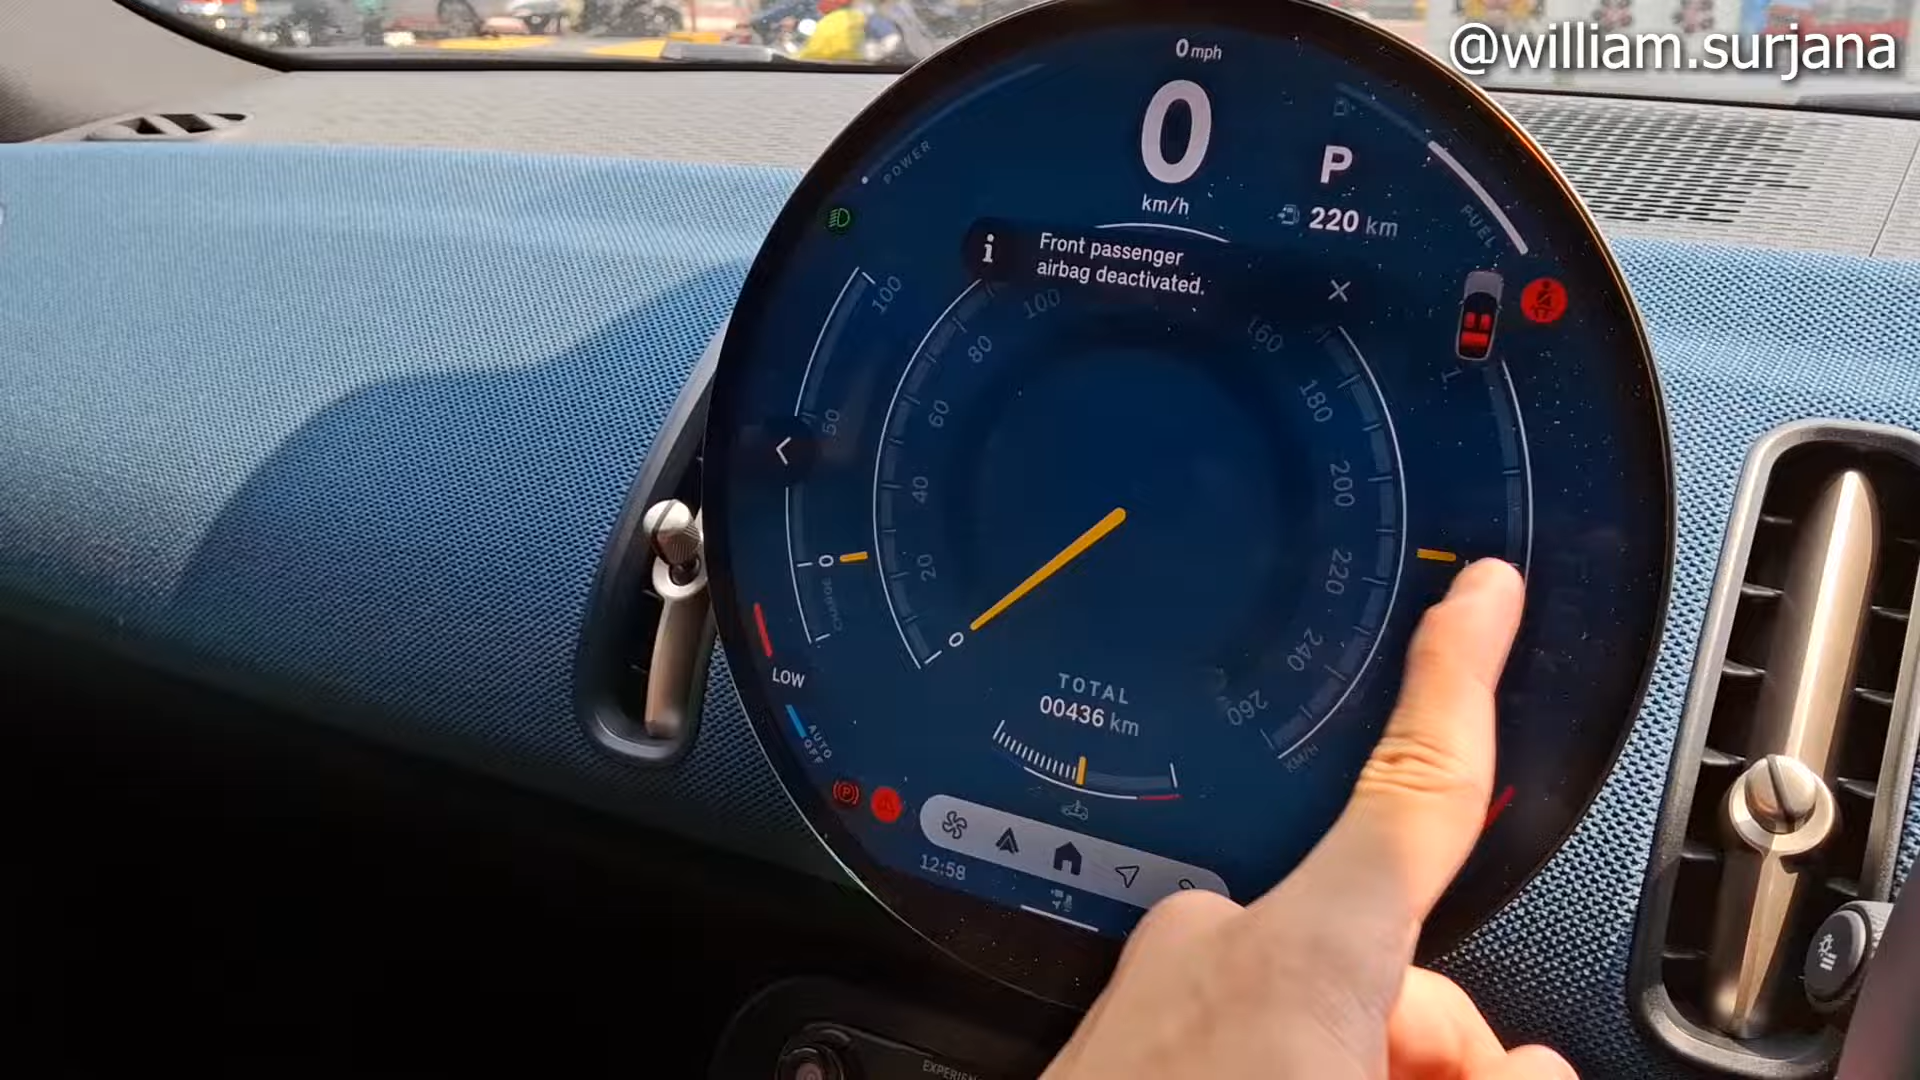 @william.surjana
0 mph
0
km/h
P
220 km
POWER
FUEL
Front passenger
airbag deactivated.
100
50
0
CHARGE
100
80
60
40
20
0
160
180
200
220
240
260
KM/H
1
TOTAL
00436 km
LOW
AUTO
OFF
12:58
EXPERIEN